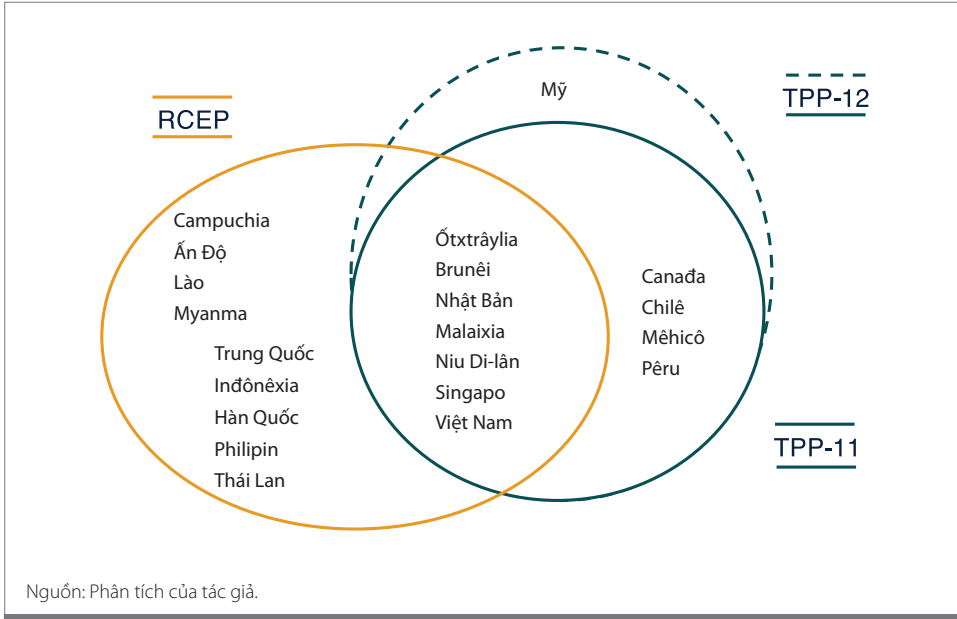 Mỹ
TPP-12
RCEP
Campuchia
Ấn Độ
Lào
Myanma
Trung Quốc
Inđônêxia
Hàn Quốc
Philipin
Thái Lan
Ốtxtrâylia
Brunêi
Nhật Bản
Malaixia
Niu Di-lân
Singapo
Việt Nam
Canađa
Chilê
Mêhicô
Pêru
TPP-11
Nguồn: Phân tích của tác giả.